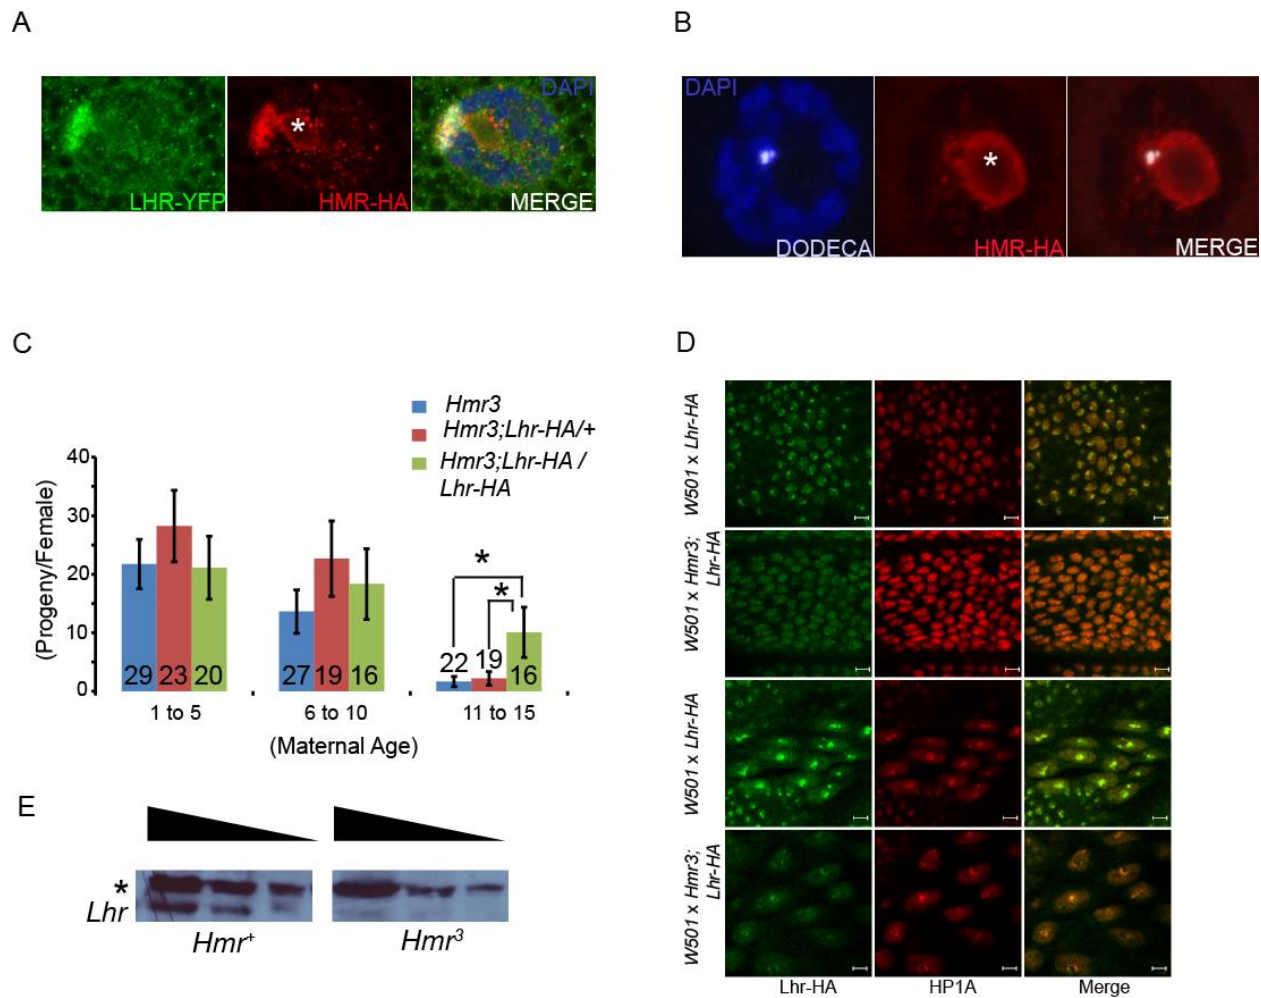 A
B
DAPI
LHR-YFP
*
HMR-HA
MERGE
DAPI
DODECA
*
HMR-HA
MERGE
C
D
Hmr3
Hmr3;Lhr-HA/+
Hmr3;Lhr-HA /
Lhr-HA
(Progeny/Female)
40
30
20
10
0
29 23 20
27 19 16
22 19 16
*
*
1 to 5
6 to 10
11 to 15
(Maternal Age)
W501 x Lhr-HA
W501 x Hmr3;
Lhr-HA
W501 x Lhr-HA
W501 x Hmr3;
Lhr-HA
Lhr-HA
HP1A
Merge
E
*
Lhr
Hmr+
Hmr3